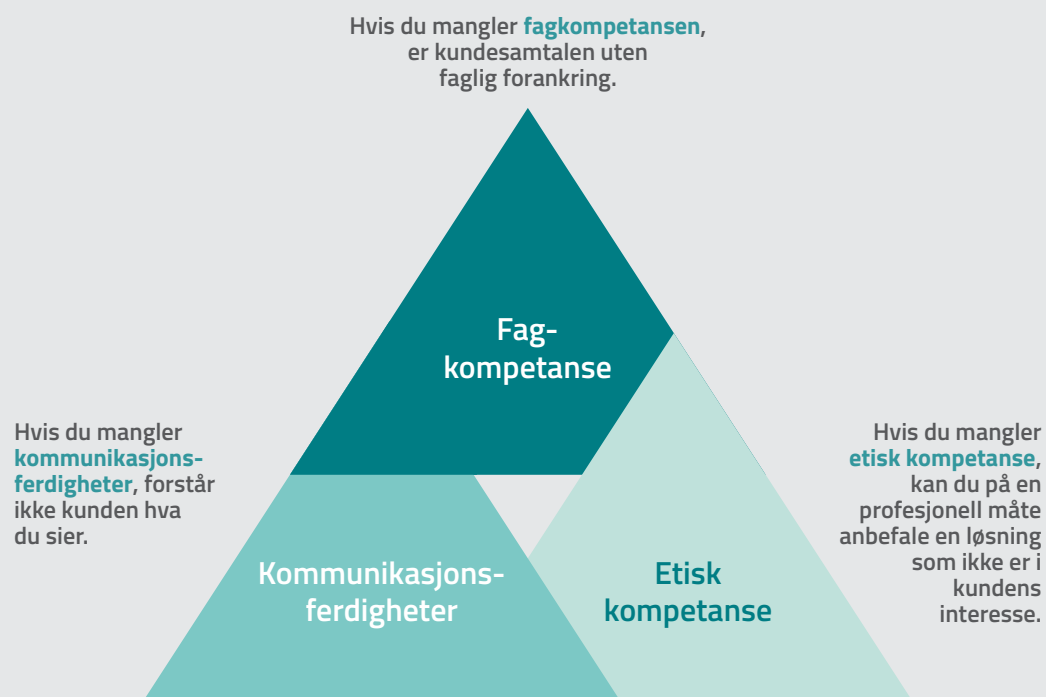 Hvis du mangler fagkompetansen,
er kundesamtalen uten
faglig forankring.
Fag-
kompetanse
Hvis du mangler
kommunikasjons-
ferdigheter, forstår
ikke kunden hva
du sier.
Hvis du mangler
etisk kompetanse,
kan du på en
profesjonell måte
anbefale en løsning
som ikke er i
kundens
interesse.
Kommunikasjons-
ferdigheter
Etisk
kompetanse